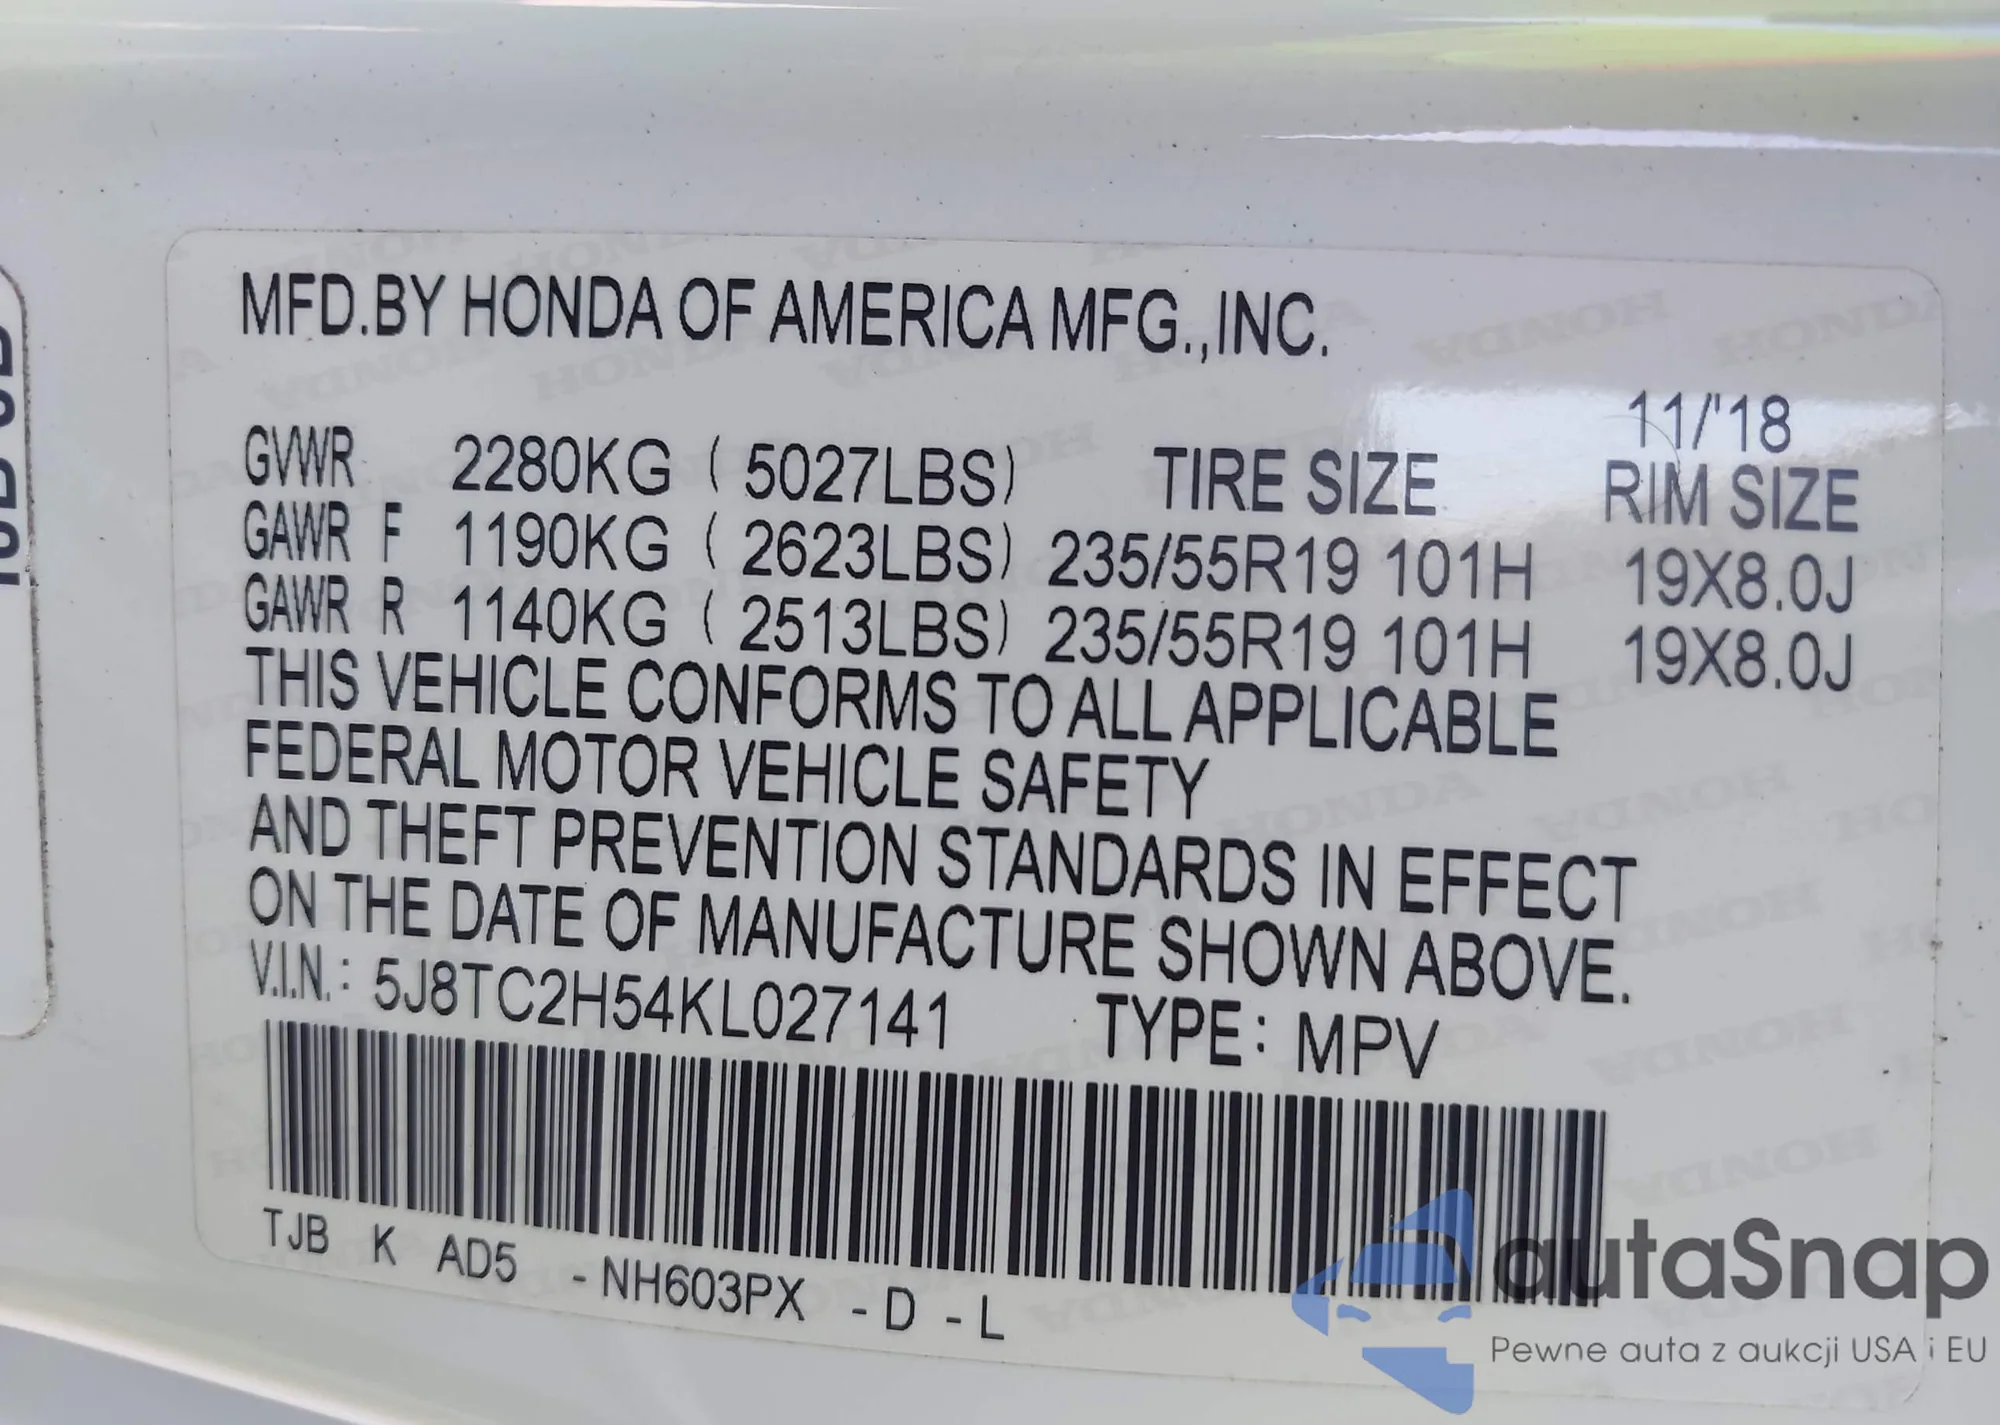 MFD.BY HONDA OF AMERICA MFG.,INC.
11/'18
GVWR 2280KG ( 5027LBS) TIRE SIZE RIM SIZE
GAWR F 1190KG ( 2623LBS) 235/55R19 101H 19X8.0J
GAWR R 1140KG ( 2513LBS) 235/55R19 101H 19X8.0J
THIS VEHICLE CONFORMS TO ALL APPLICABLE
FEDERAL MOTOR VEHICLE SAFETY
AND THEFT PREVENTION STANDARDS IN EFFECT
ON THE DATE OF MANUFACTURE SHOWN ABOVE.
V.I.N.: 5J8TC2H54KL027141 TYPE: MPV
TJB K AD5 -NH603PX -D -L
autaSnap
Pewne auta z aukcji USA i EU